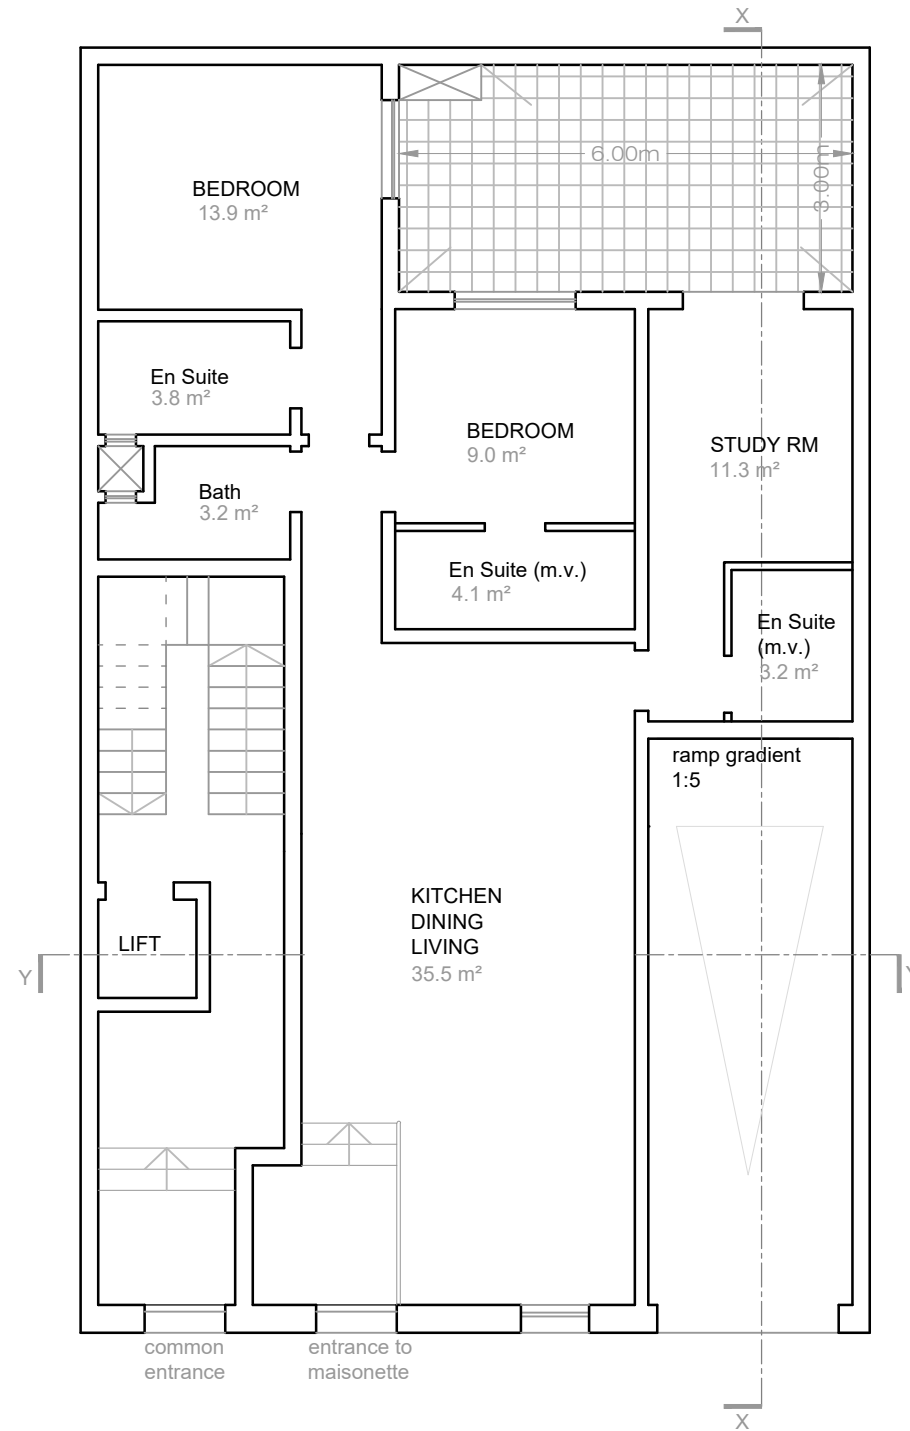 X
6.00m
3.00m
BEDROOM
13.9 m²
En Suite
3.8 m²
BEDROOM
9.0 m²
STUDY RM
11.3 m²
Bath
3.2 m²
En Suite (m.v.)
4.1 m²
En Suite
(m.v.)
3.2 m²
ramp gradient
1:5
KITCHEN
DINING
LIVING
35.5 m²
LIFT
Y
Y
common
entrance
entrance to
maisonette
X